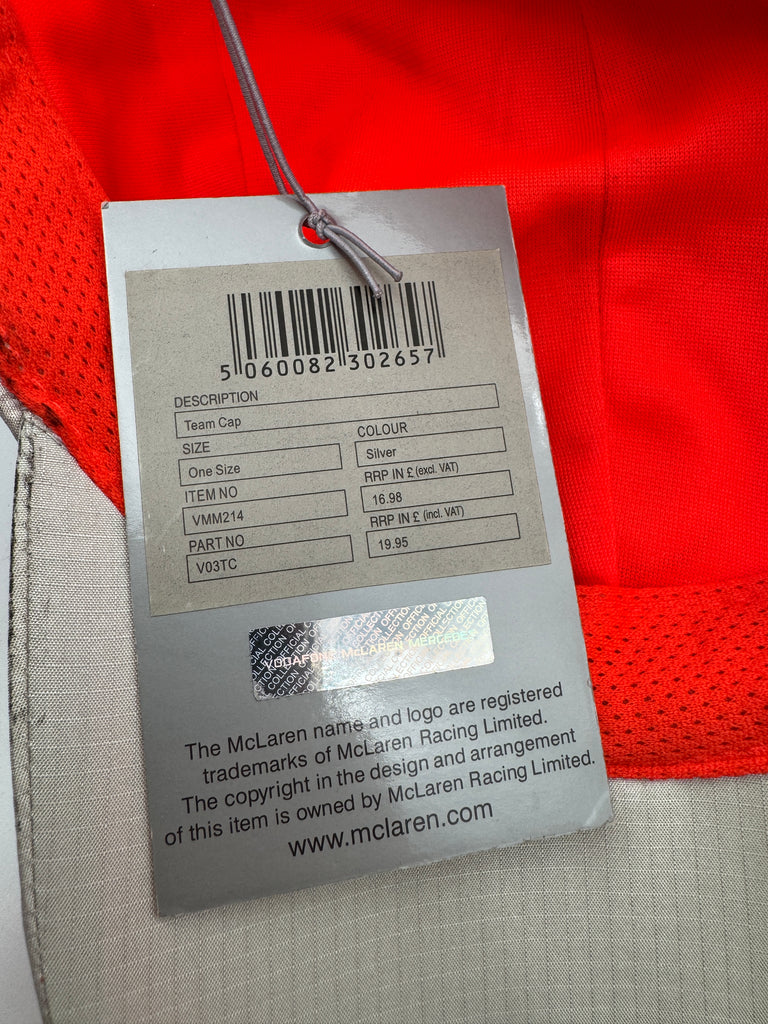 5 060082 302657
DESCRIPTION
Team Cap
SIZE
One Size
COLOUR
Silver
ITEM NO
VMM214
RRP IN £ (excl. VAT)
16.98
PART NO
V03TC
RRP IN £ (incl. VAT)
19.95
OFFICIAL COLLECTION
VODAFONE McLAREN MERCEDES
The McLaren name and logo are registered
trademarks of McLaren Racing Limited.
The copyright in the design and arrangement
of this item is owned by McLaren Racing Limited.
www.mclaren.com